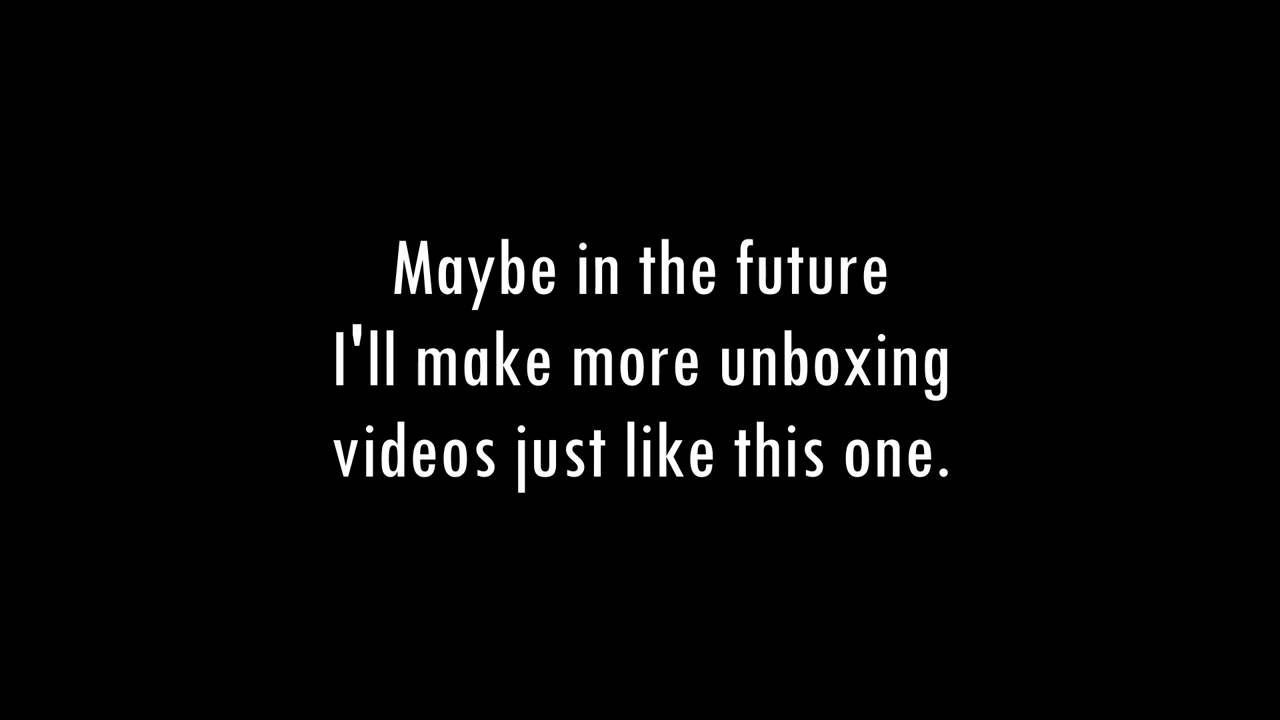 Maybe in the future
I'll make more unboxing
videos just like this one.